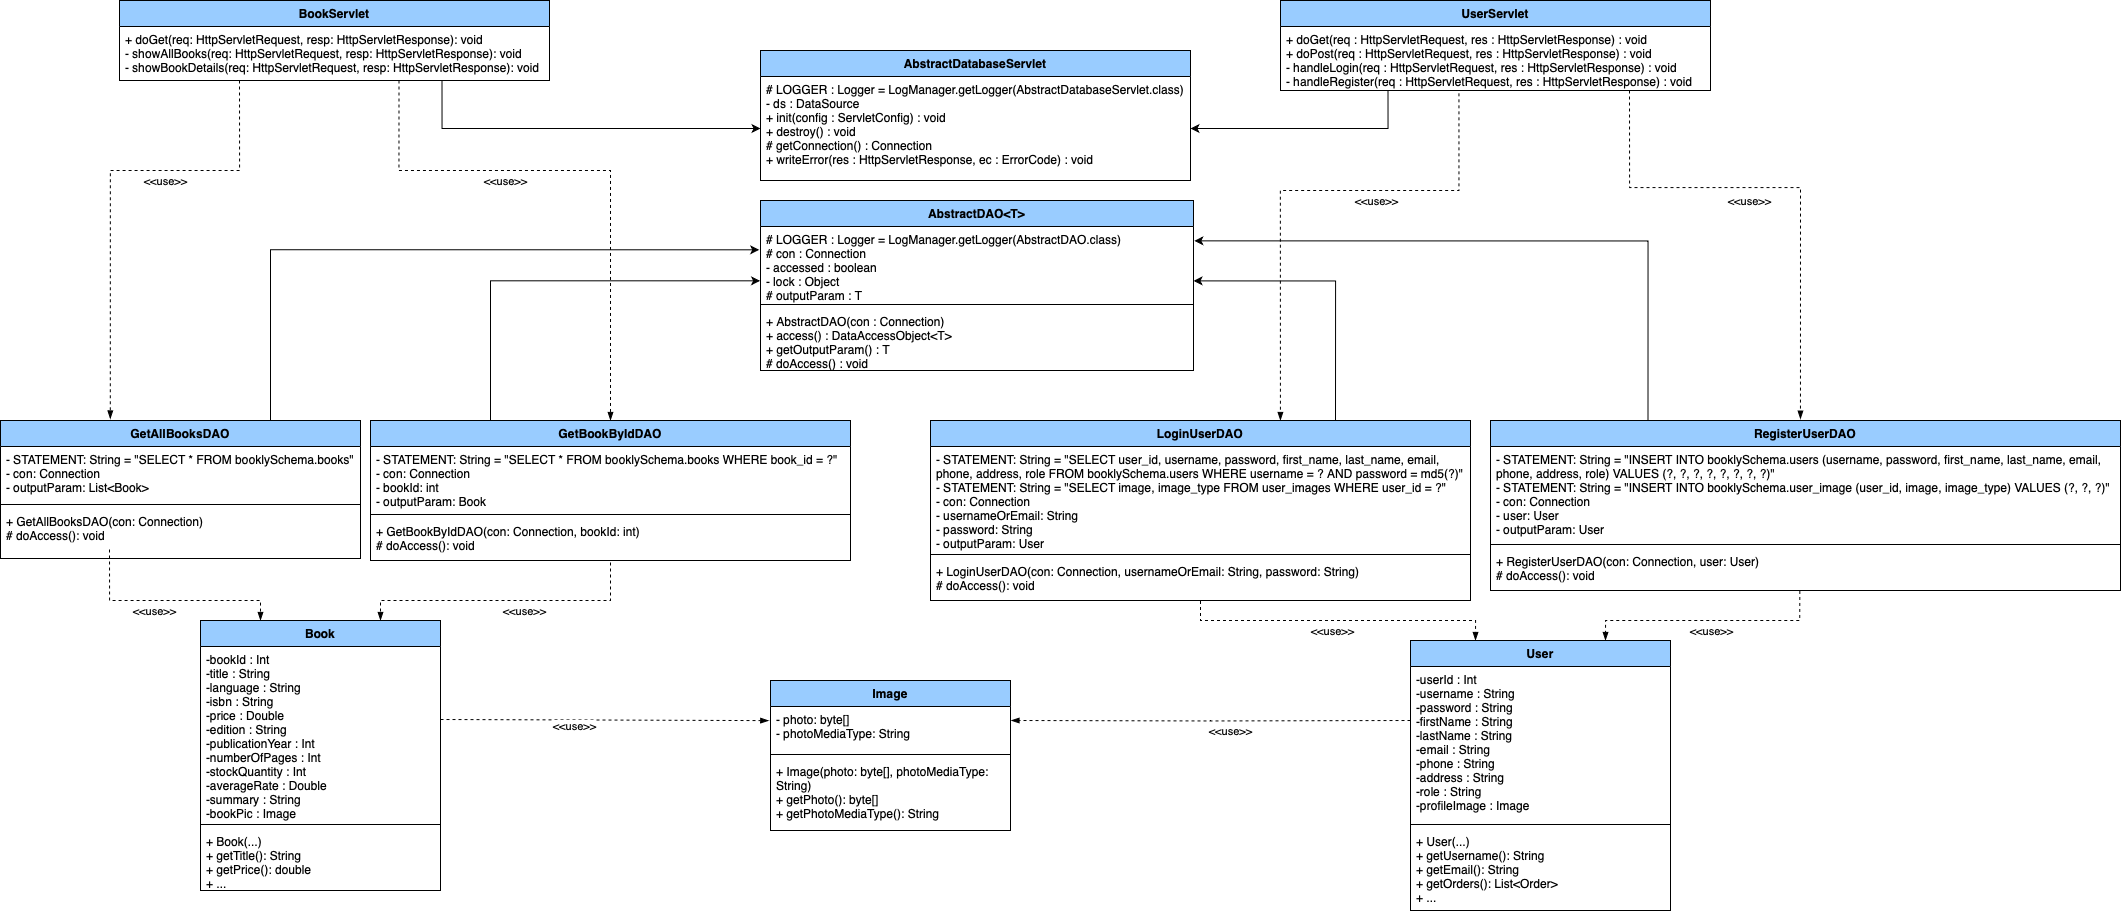 BookServlet
+ doGet(req: HttpServletRequest, resp: HttpServletResponse): void
- showAllBooks(req: HttpServletRequest, resp: HttpServletResponse): void
- showBookDetails(req: HttpServletRequest, resp: HttpServletResponse): void
AbstractDatabaseServlet
# LOGGER : Logger = LogManager.getLogger(AbstractDatabaseServlet.class)
- ds : DataSource
+ init(config : ServletConfig) : void
+ destroy() : void
# getConnection() : Connection
+ writeError(res : HttpServletResponse, ec : ErrorCode) : void
UserServlet
+ doGet(req : HttpServletRequest, res : HttpServletResponse) : void
+ doPost(req : HttpServletRequest, res : HttpServletResponse) : void
- handleLogin(req : HttpServletRequest, res : HttpServletResponse) : void
- handleRegister(req : HttpServletRequest, res : HttpServletResponse) : void
<<use>>
<<use>>
<<use>>
<<use>>
AbstractDAO<T>
# LOGGER : Logger = LogManager.getLogger(AbstractDAO.class)
# con : Connection
- accessed : boolean
- lock : Object
# outputParam : T
+ AbstractDAO(con : Connection)
+ access() : DataAccessObject<T>
+ getOutputParam() : T
# doAccess() : void
GetAllBooksDAO
- STATEMENT: String = "SELECT * FROM booklySchema.books"
- con: Connection
- outputParam: List<Book>
+ GetAllBooksDAO(con: Connection)
# doAccess(): void
GetBookByIdDAO
- STATEMENT: String = "SELECT * FROM booklySchema.books WHERE book_id = ?"
- con: Connection
- bookId: int
- outputParam: Book
+ GetBookByIdDAO(con: Connection, bookId: int)
# doAccess(): void
LoginUserDAO
- STATEMENT: String = "SELECT user_id, username, password, first_name, last_name, email,
phone, address, role FROM booklySchema.users WHERE username = ? AND password = md5(?)"
- STATEMENT: String = "SELECT image, image_type FROM user_images WHERE user_id = ?"
- con: Connection
- usernameOrEmail: String
- password: String
- outputParam: User
+ LoginUserDAO(con: Connection, usernameOrEmail: String, password: String)
# doAccess(): void
RegisterUserDAO
- STATEMENT: String = "INSERT INTO booklySchema.users (username, password, first_name, last_name, email,
phone, address, role) VALUES (?, ?, ?, ?, ?, ?, ?, ?)"
- STATEMENT: String = "INSERT INTO booklySchema.user_image (user_id, image, image_type) VALUES (?, ?, ?)"
- con: Connection
- user: User
- outputParam: User
+ RegisterUserDAO(con: Connection, user: User)
# doAccess(): void
<<use>>
<<use>>
<<use>>
<<use>>
Book
-bookId : Int
-title : String
-language : String
-isbn : String
-price : Double
-edition : String
-publicationYear : Int
-numberOfPages : Int
-stockQuantity : Int
-averageRate : Double
-summary : String
-bookPic : Image
+ Book(...)
+ getTitle(): String
+ getPrice(): double
+ ...
<<use>>
Image
- photo: byte[]
- photoMediaType: String
+ Image(photo: byte[], photoMediaType:
String)
+ getPhoto(): byte[]
+ getPhotoMediaType(): String
<<use>>
User
-userId : Int
-username : String
-password : String
-firstName : String
-lastName : String
-email : String
-phone : String
-address : String
-role : String
-profileImage : Image
+ User(...)
+ getUsername(): String
+ getEmail(): String
+ getOrders(): List<Order>
+ ...